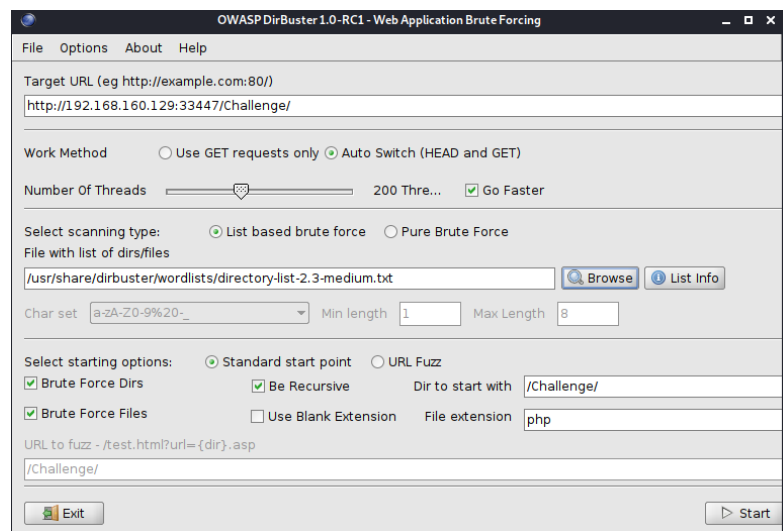 OWASP DirBuster 1.0-RC1 - Web Application Brute Forcing
File Options About Help
Target URL (eg http://example.com:80/)
http://192.168.160.129:33447/Challenge/
Work Method Use GET requests only Auto Switch (HEAD and GET)
Number Of Threads 200 Thre... Go Faster
Select scanning type: List based brute force Pure Brute Force
File with list of dirs/files
/usr/share/dirbuster/wordlists/directory-list-2.3-medium.txt Browse List Info
Char set a-zA-Z0-9%20-_ Min length 1 Max Length 8
Select starting options: Standard start point URL Fuzz
Brute Force Dirs Be Recursive Dir to start with /Challenge/
Brute Force Files Use Blank Extension File extension php
URL to fuzz - /test.html?url={dir}.asp
/Challenge/
Exit Start